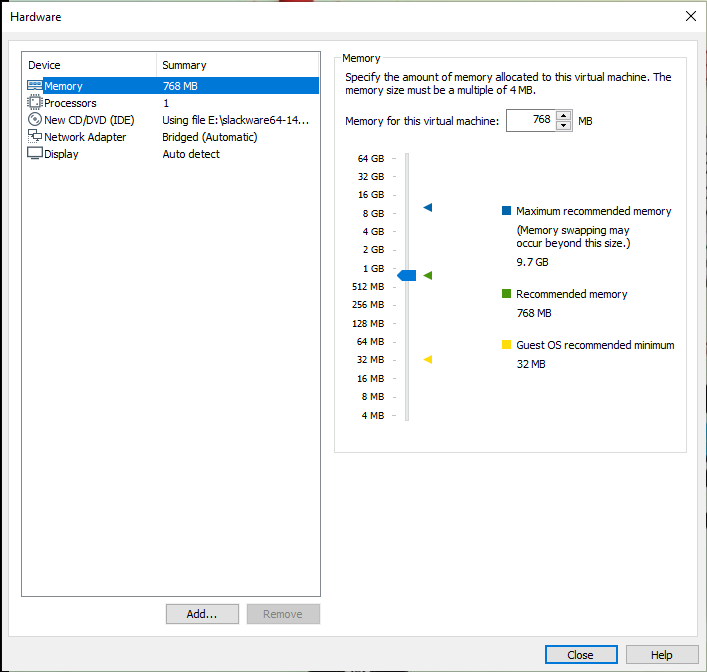 Hardware
Device Summary
Memory 768 MB
Processors 1
New CD/DVD (IDE) Using file E:\slackware64-14...
Network Adapter Bridged (Automatic)
Display Auto detect
Add... Remove
Memory
Specify the amount of memory allocated to this virtual machine. The
memory size must be a multiple of 4 MB.
Memory for this virtual machine: 768 MB
64 GB
32 GB
16 GB
8 GB
4 GB
2 GB
1 GB
512 MB
256 MB
128 MB
64 MB
32 MB
16 MB
8 MB
4 MB
Maximum recommended memory
(Memory swapping may
occur beyond this size.)
9.7 GB
Recommended memory
768 MB
Guest OS recommended minimum
32 MB
Close Help